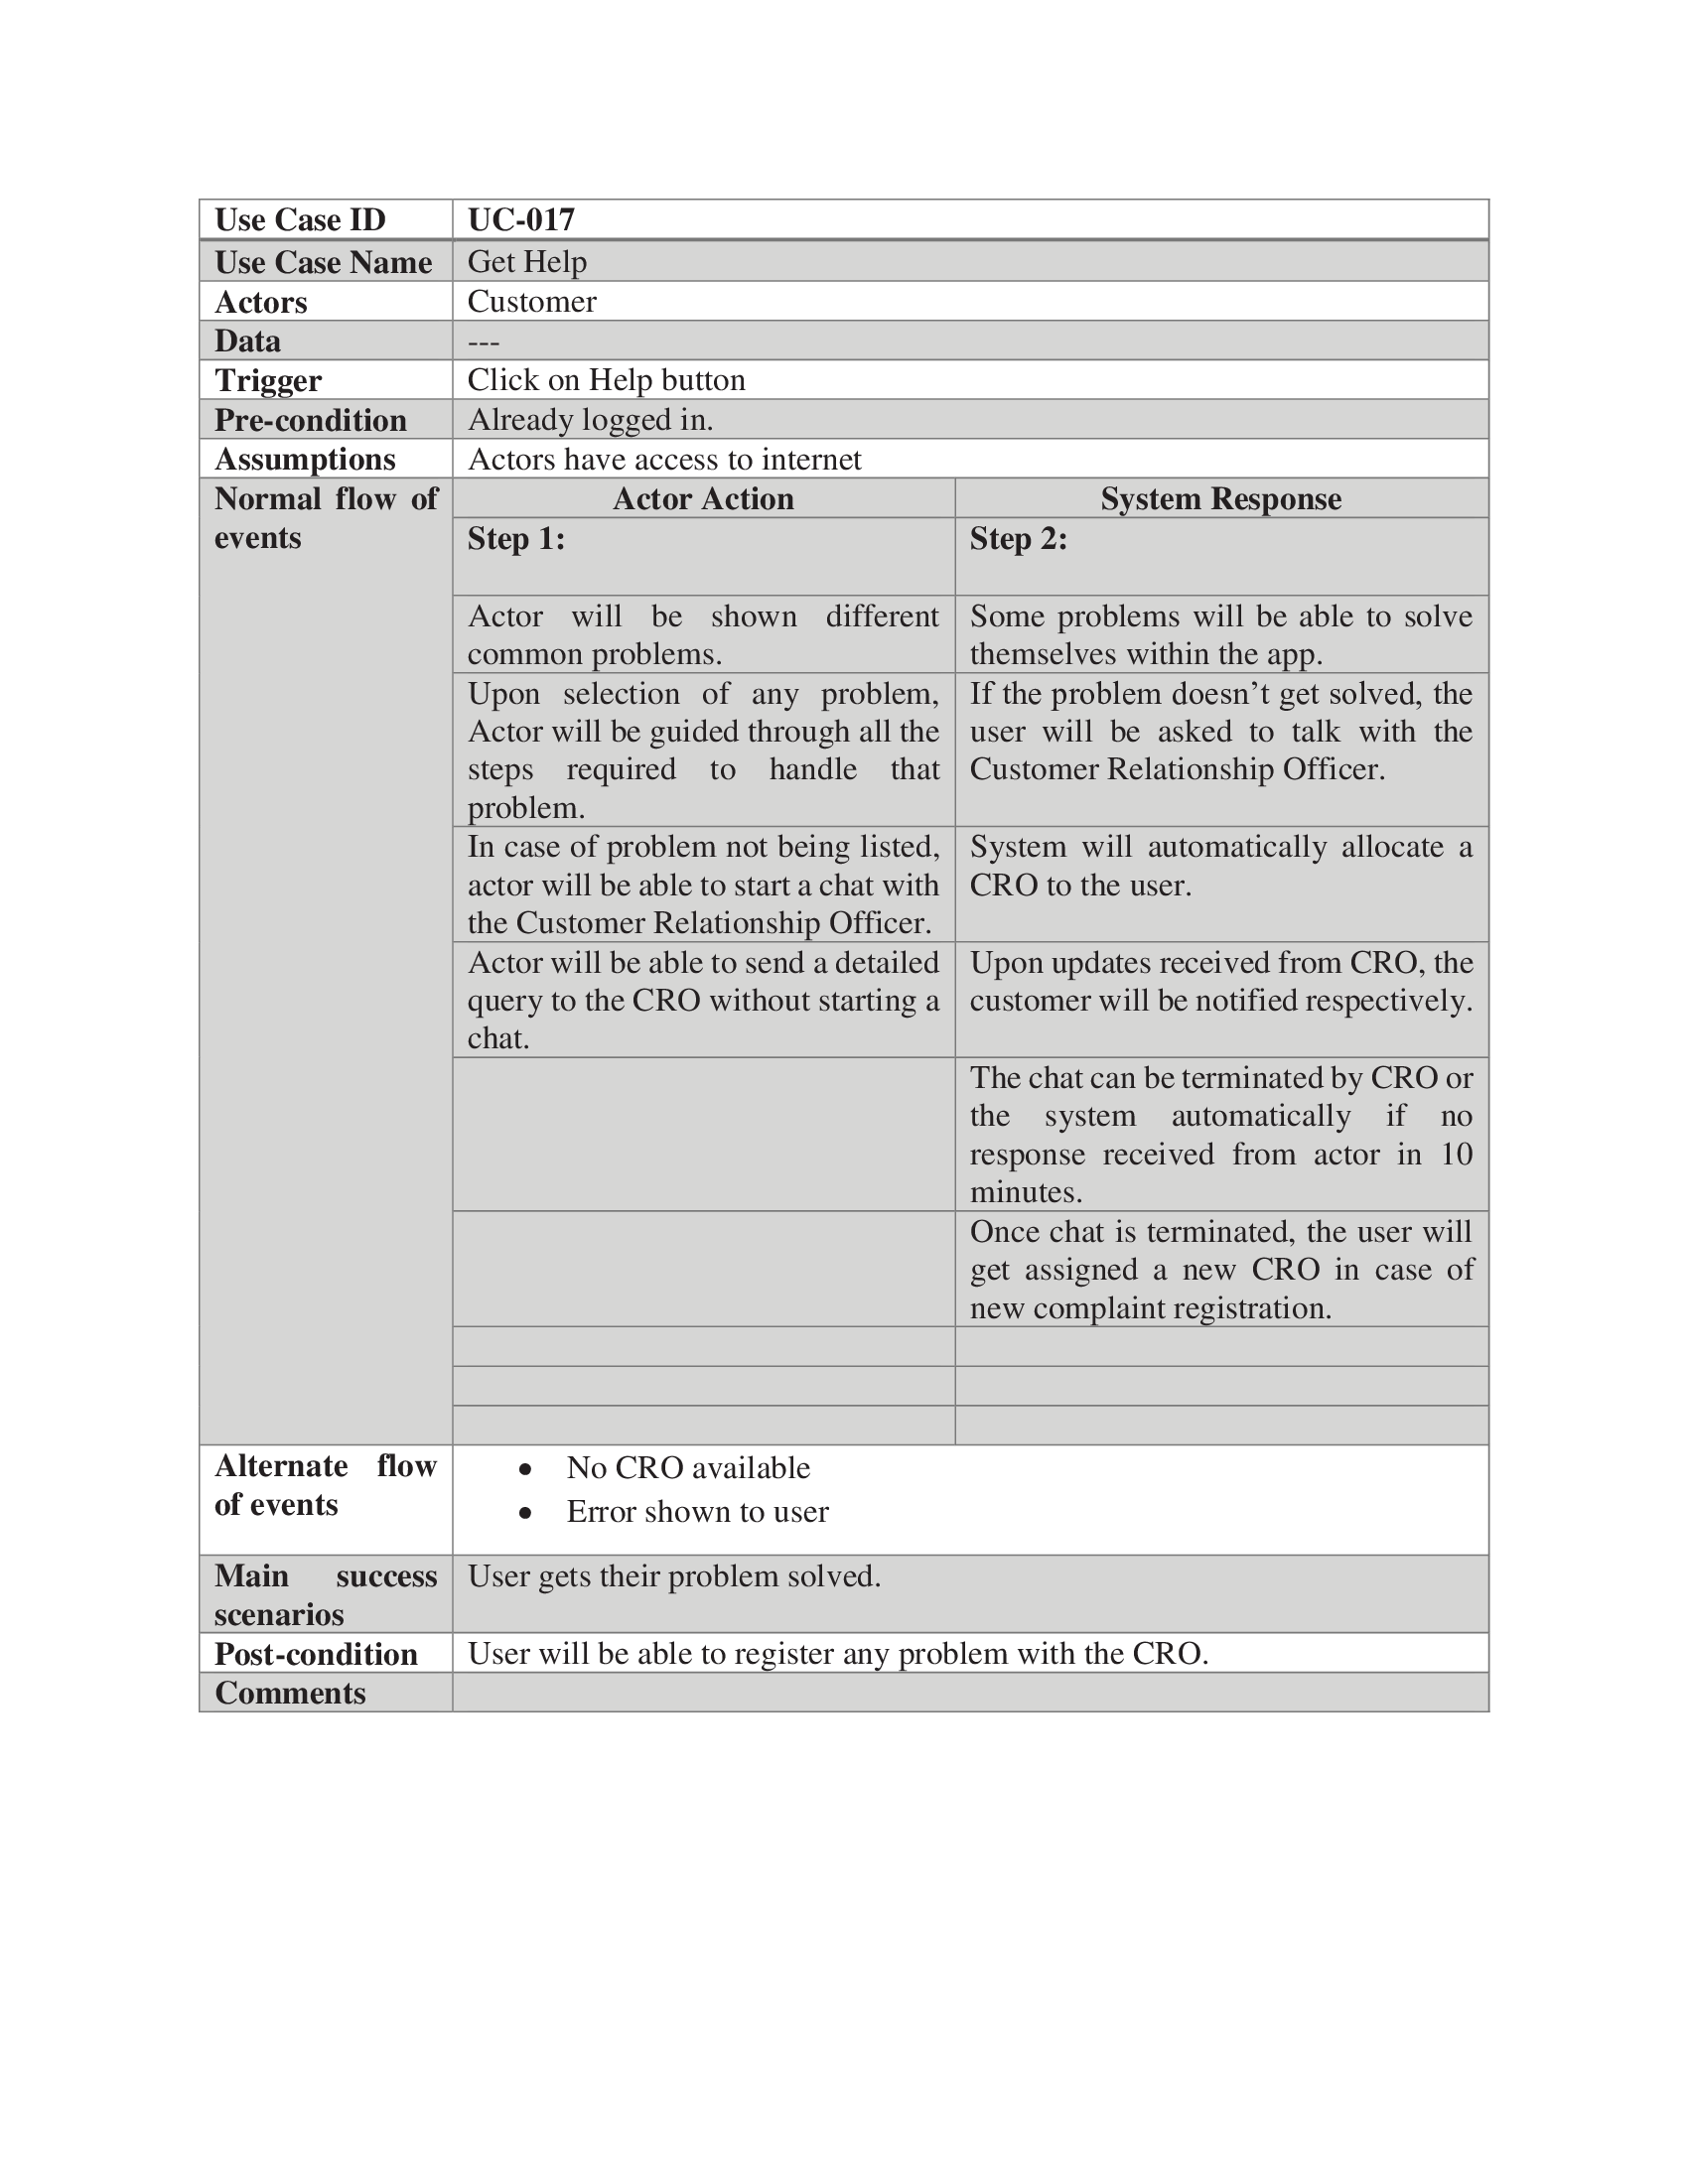 Use Case ID UC-017
Use Case Name Get Help
Actors Customer
Data ---
Trigger Click on Help button
Pre-condition Already logged in.
Assumptions Actors have access to internet
Normal flow of events
Actor Action System Response
Step 1: Step 2:
Actor will be shown different
common problems.
Some problems will be able to solve
themselves within the app.
Upon selection of any problem,
Actor will be guided through all the
steps required to handle that
problem.
If the problem doesn’t get solved, the
user will be asked to talk with the
Customer Relationship Officer.
In case of problem not being listed,
actor will be able to start a chat with
the Customer Relationship Officer.
System will automatically allocate a
CRO to the user.
Actor will be able to send a detailed
query to the CRO without starting a
chat.
Upon updates received from CRO, the
customer will be notified respectively.
The chat can be terminated by CRO or
the system automatically if no
response received from actor in 10
minutes.
Once chat is terminated, the user will
get assigned a new CRO in case of
new complaint registration.
Alternate flow
of events
• No CRO available
• Error shown to user
Main success
scenarios
User gets their problem solved.
Post-condition User will be able to register any problem with the CRO.
Comments